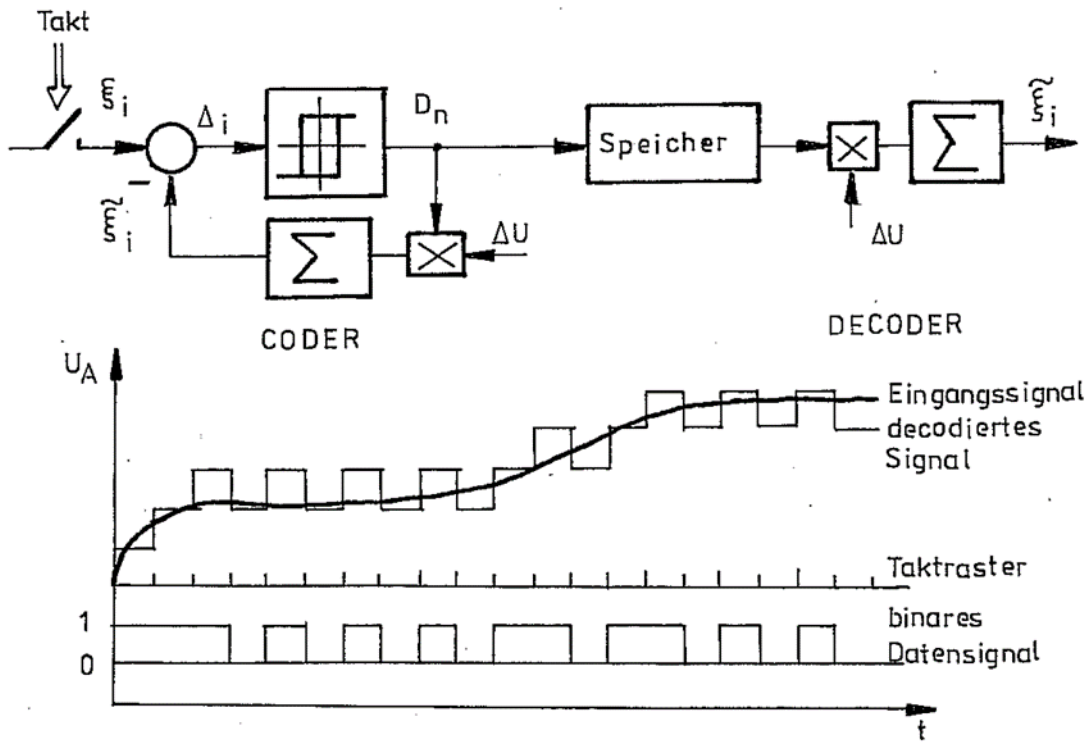 Takt
ξ̃i
ξi
Δi
Dn
–
Speicher
ξ̃i
ΔU
ΔU
CODER
DECODER
UA
Eingangssignal
decodiertes
Signal
Taktraster
1
binares
0
Datensignal
t